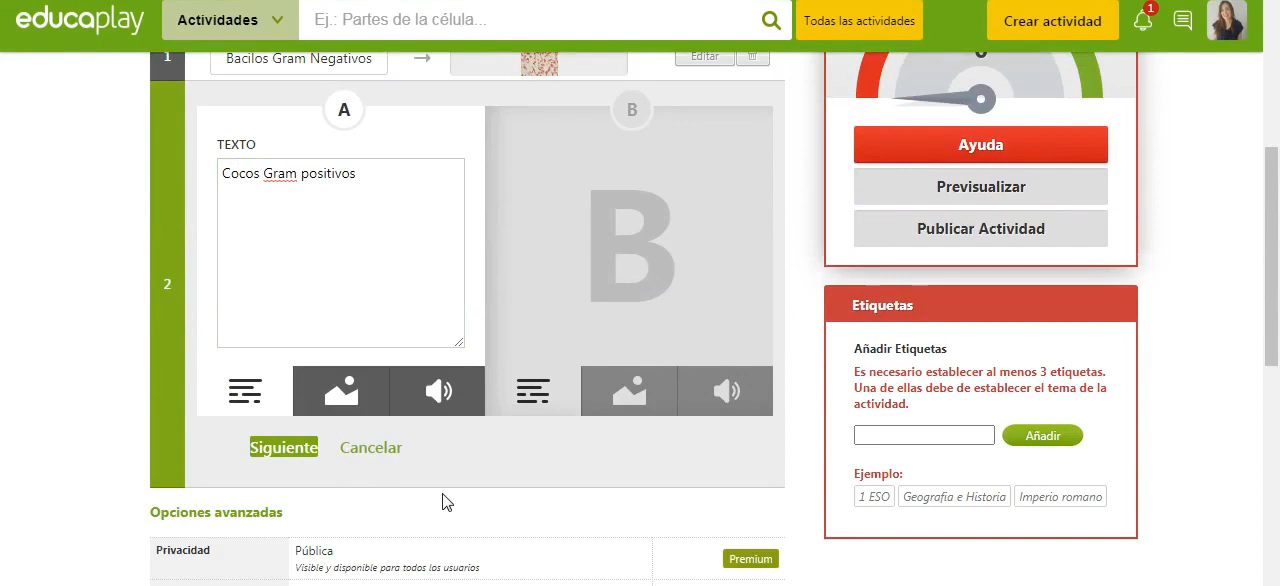 educaplay
Actividades
Ej.: Partes de la célula...
Todas las actividades
Crear actividad
1
1
Bacilos Gram Negativos
Editar
2
A
B
TEXTO
Cocos Gram positivos
B
Siguiente
Cancelar
Opciones avanzadas
Privacidad
Pública
Visible y disponible para todos los usuarios
Premium
Ayuda
Previsualizar
Publicar Actividad
Etiquetas
Añadir Etiquetas
Es necesario establecer al menos 3 etiquetas.
Una de ellas debe de establecer el tema de la
actividad.
Añadir
Ejemplo:
1 ESO
Geografia e Historia
Imperio romano